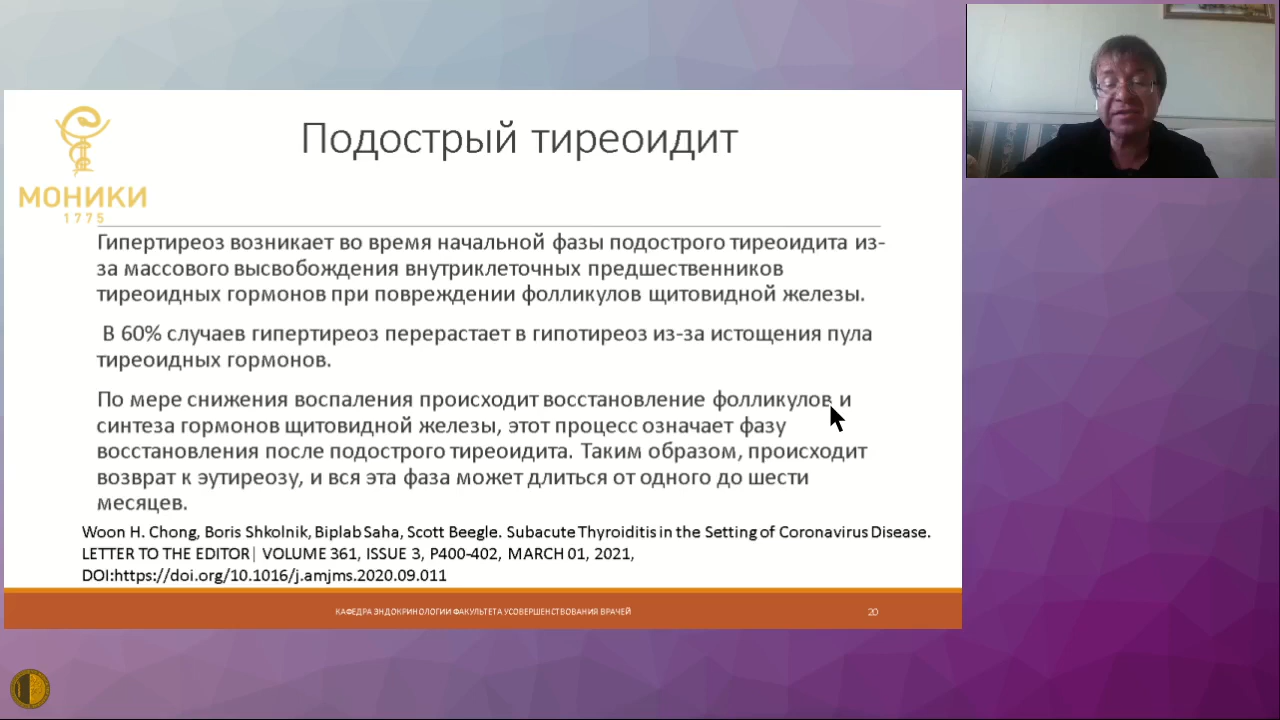 МОНИКИ
1775
Подострый тиреоидит
Гипертиреоз возникает во время начальной фазы подострого тиреоидита из-
за массового высвобождения внутриклеточных предшественников
тиреоидных гормонов при повреждении фолликулов щитовидной железы.
В 60% случаев гипертиреоз перерастает в гипотиреоз из-за истощения пула
тиреоидных гормонов.
По мере снижения воспаления происходит восстановление фолликулов и
синтеза гормонов щитовидной железы, этот процесс означает фазу
восстановления после подострого тиреоидита. Таким образом, происходит
возврат к эутиреозу, и вся эта фаза может длиться от одного до шести
месяцев.
Woon H. Chong, Boris Shkolnik, Biplab Saha, Scott Beegle. Subacute Thyroiditis in the Setting of Coronavirus Disease.
LETTER TO THE EDITOR| VOLUME 361, ISSUE 3, P400-402, MARCH 01, 2021,
DOI:https://doi.org/10.1016/j.amjms.2020.09.011
КАФЕДРА ЭНДОКРИНОЛОГИИ ФАКУЛЬТЕТА УСОВЕРШЕНСТВОВАНИЯ ВРАЧЕЙ
20